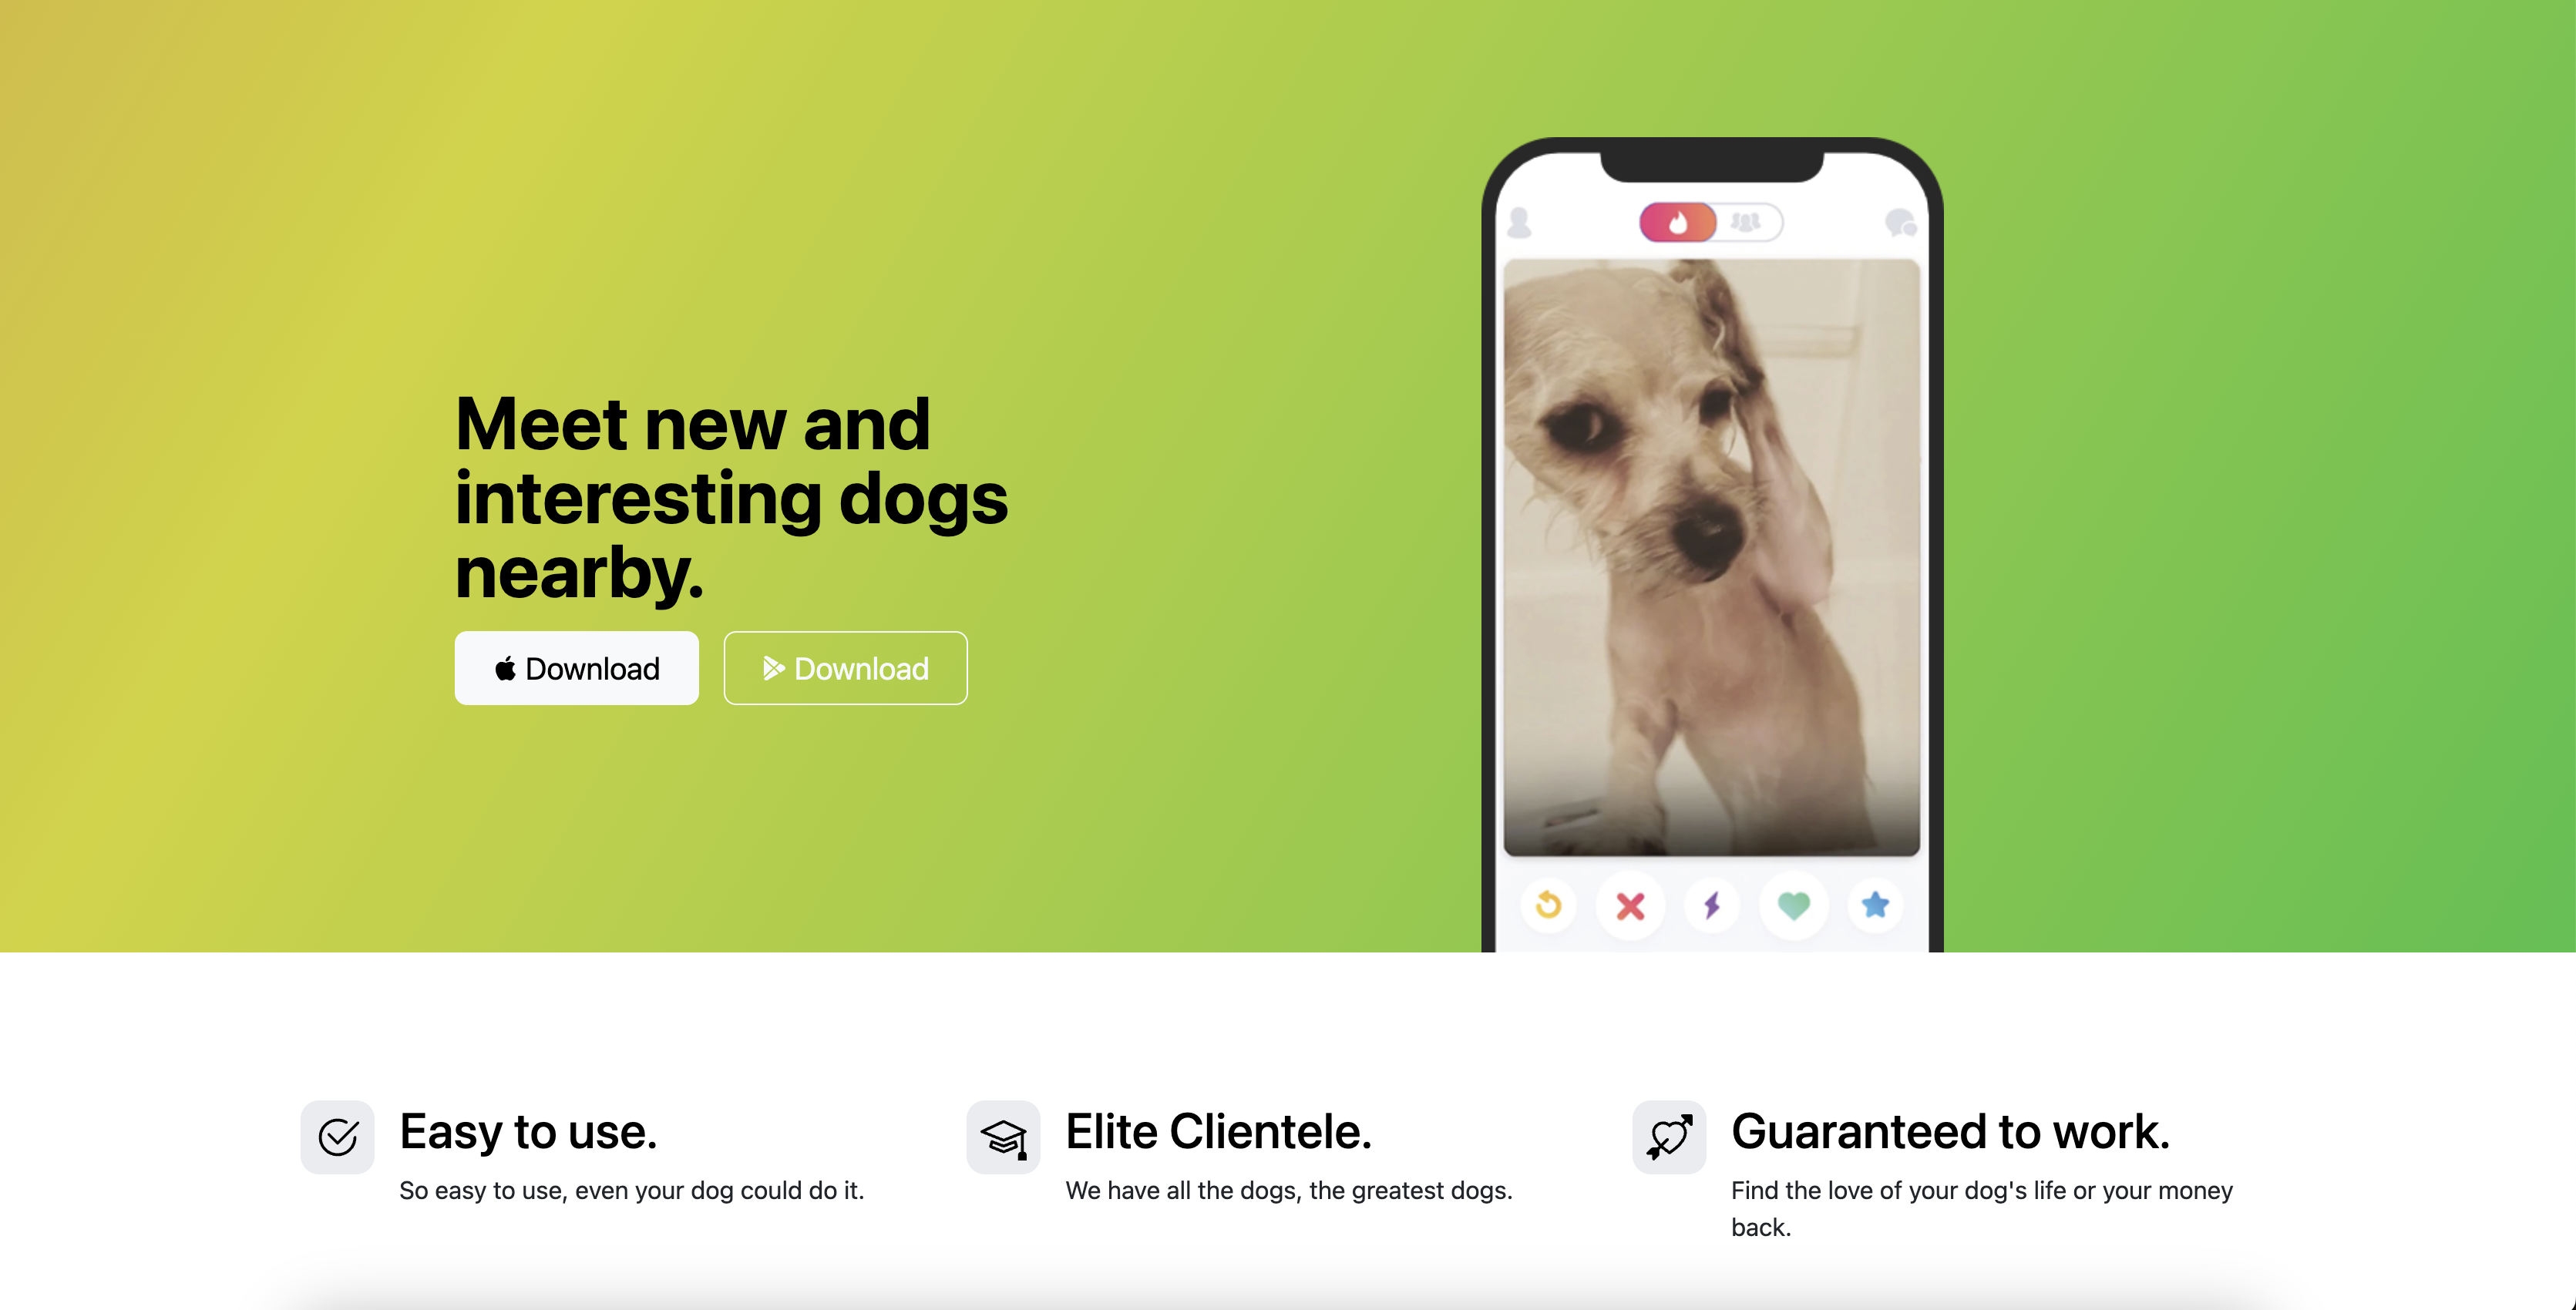 Meet new and
interesting dogs
nearby.
Download
Download
Easy to use.
So easy to use, even your dog could do it.
Elite Clientele.
We have all the dogs, the greatest dogs.
Guaranteed to work.
Find the love of your dog's life or your money
back.